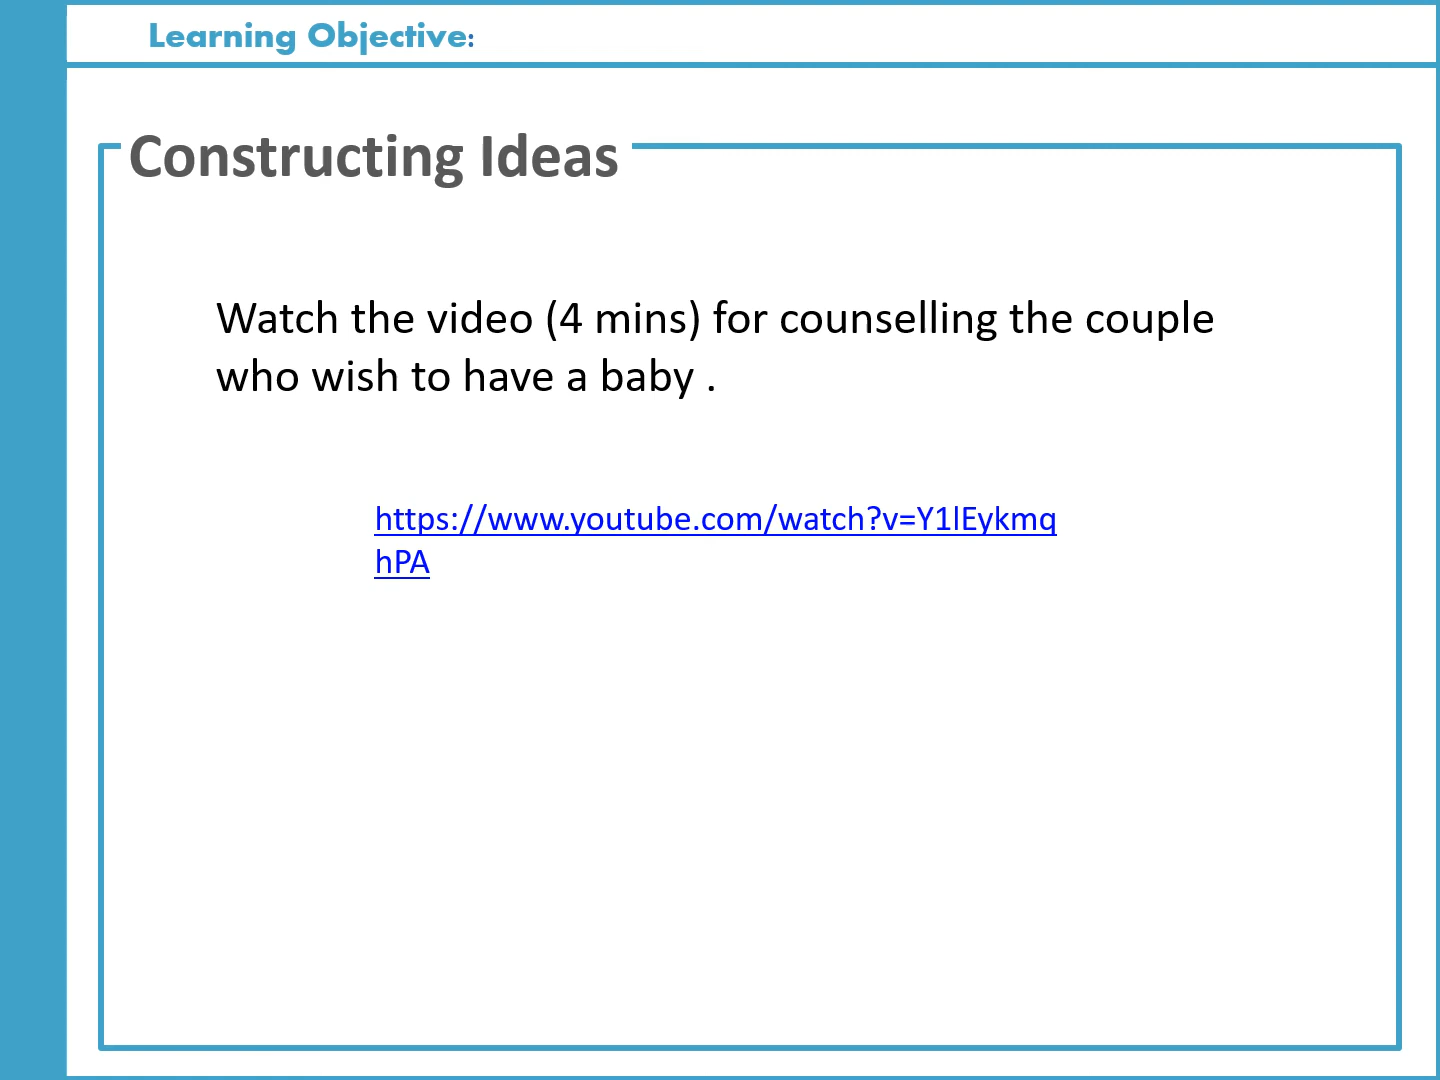 Learning Objective:
Constructing Ideas
Watch the video (4 mins) for counselling the couple
who wish to have a baby .
https://www.youtube.com/watch?v=Y1lEykmq
hPA